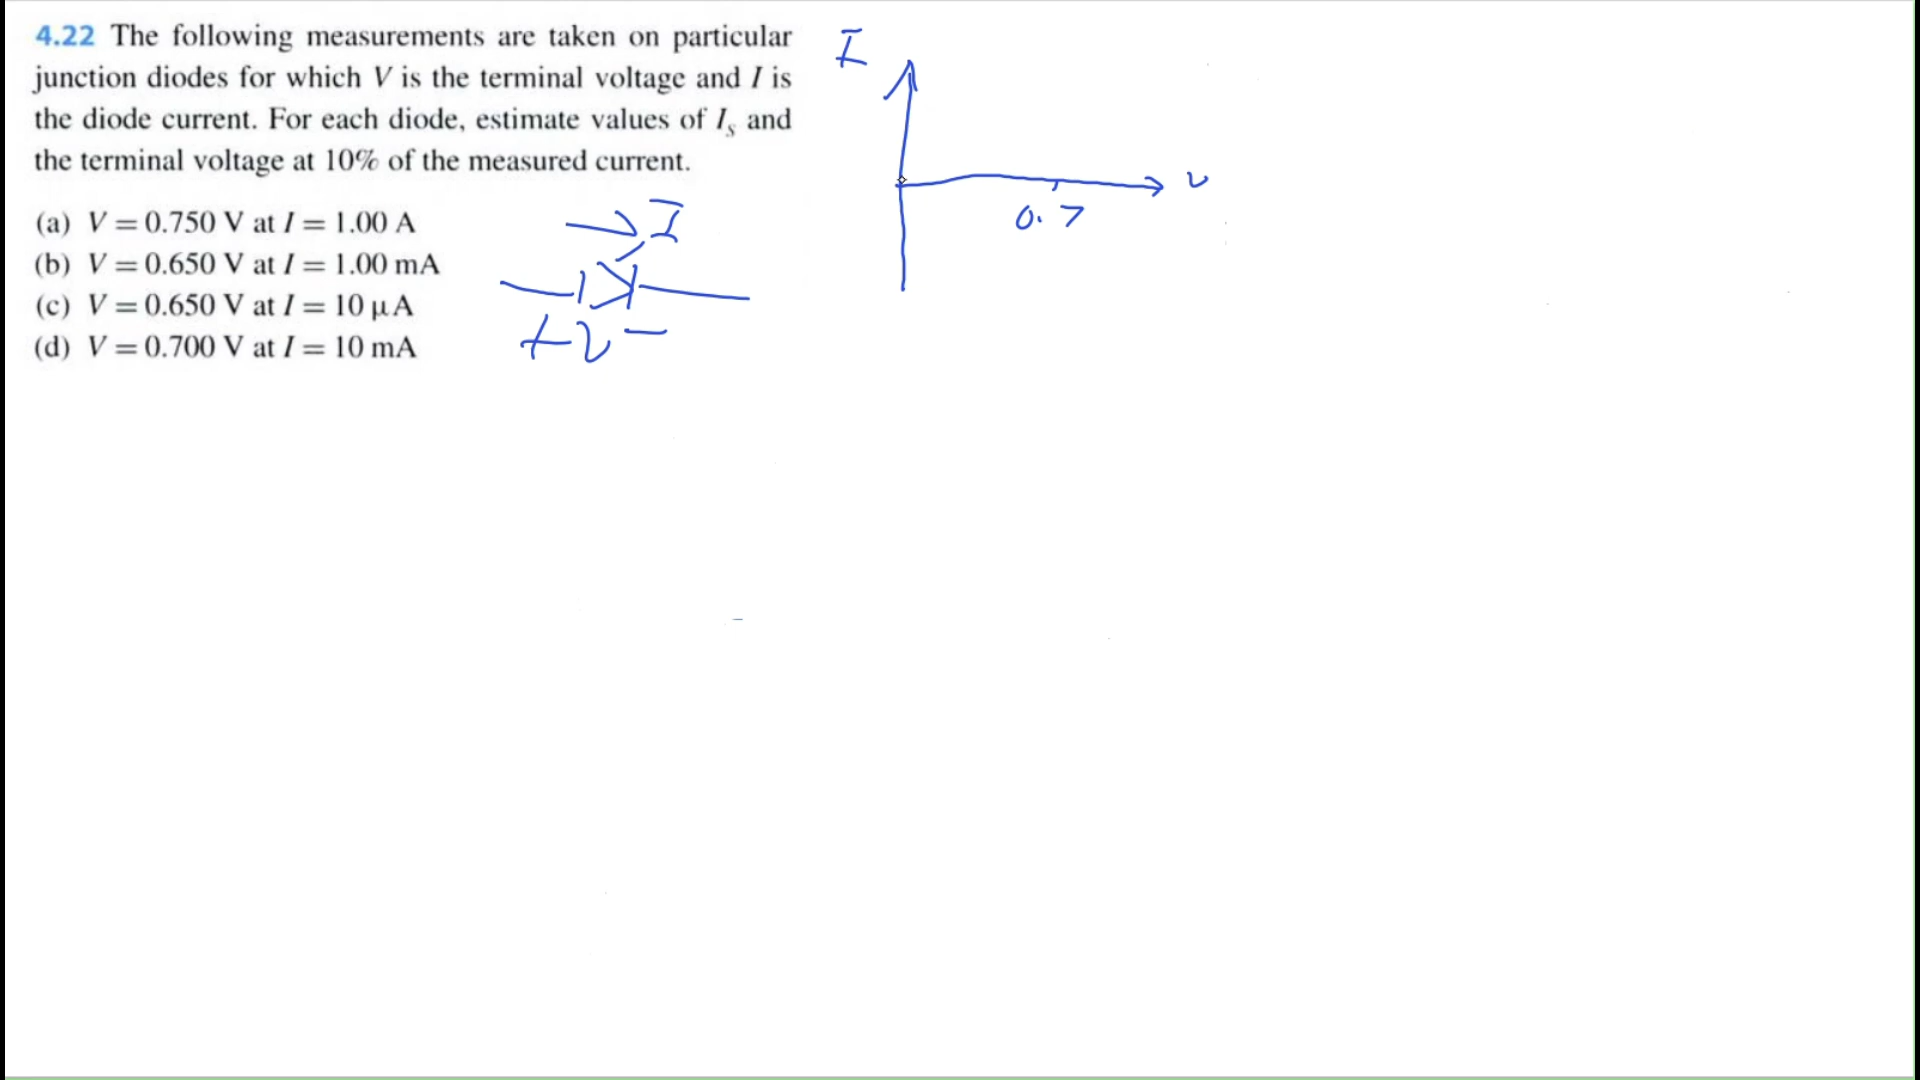 4.22 The following measurements are taken on particular
junction diodes for which V is the terminal voltage and I is
the diode current. For each diode, estimate values of Iₛ and
the terminal voltage at 10% of the measured current.
(a) V = 0.750 V at I = 1.00 A
(b) V = 0.650 V at I = 1.00 mA
(c) V = 0.650 V at I = 10 μA
(d) V = 0.700 V at I = 10 mA
I
+ v −
I
v
0.7